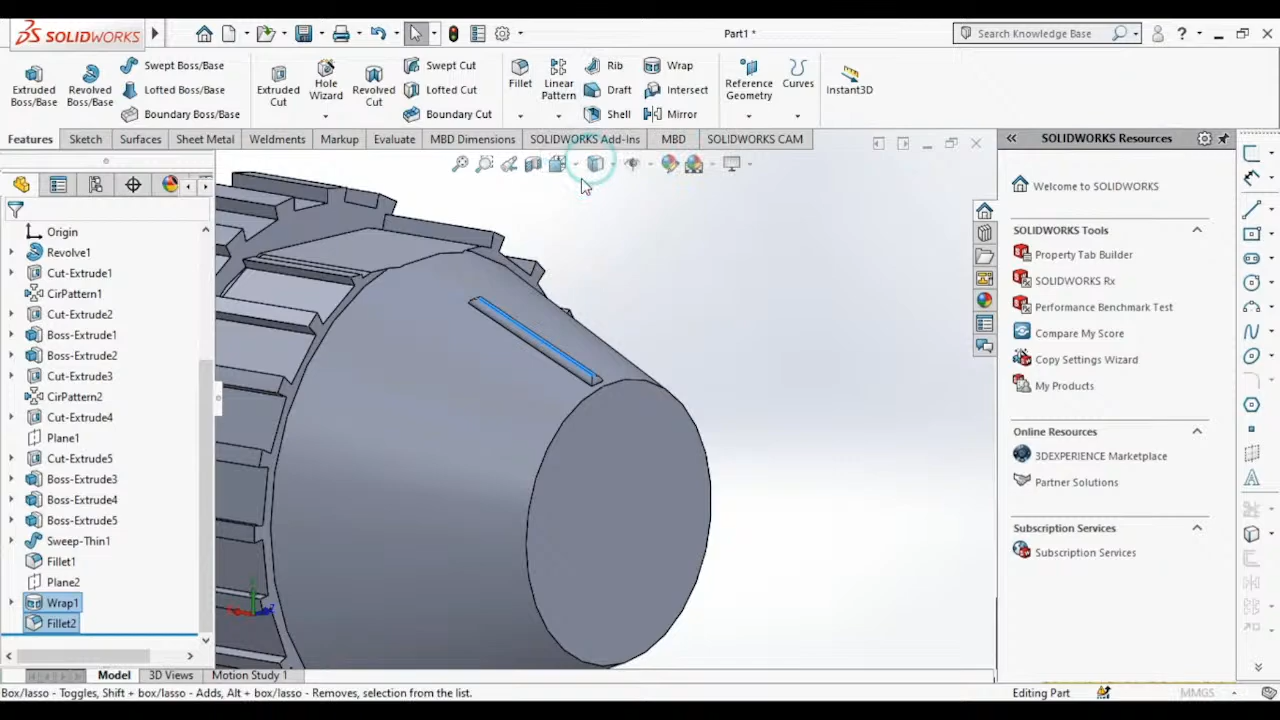 SOLIDWORKS
Part1 *
Search Knowledge Base
Extruded Boss/Base
Revolved Boss/Base
Swept Boss/Base
Lofted Boss/Base
Boundary Boss/Base
Extruded Cut
Hole Wizard
Revolved Cut
Swept Cut
Lofted Cut
Boundary Cut
Fillet
Linear Pattern
Rib
Draft
Shell
Wrap
Intersect
Mirror
Reference Geometry
Curves
Instant3D
Features
Sketch
Surfaces
Sheet Metal
Weldments
Markup
Evaluate
MBD Dimensions
SOLIDWORKS Add-Ins
MBD
SOLIDWORKS CAM
Origin
Revolve1
Cut-Extrude1
CirPattern1
Cut-Extrude2
Boss-Extrude1
Boss-Extrude2
Cut-Extrude3
CirPattern2
Cut-Extrude4
Plane1
Cut-Extrude5
Boss-Extrude3
Boss-Extrude4
Boss-Extrude5
Sweep-Thin1
Fillet1
Plane2
Wrap1
Fillet2
SOLIDWORKS Resources
Welcome to SOLIDWORKS
SOLIDWORKS Tools
Property Tab Builder
SOLIDWORKS Rx
Performance Benchmark Test
Compare My Score
Copy Settings Wizard
My Products
Online Resources
3DEXPERIENCE Marketplace
Partner Solutions
Subscription Services
Subscription Services
Model
3D Views
Motion Study 1
Box/lasso - Toggles, Shift + box/lasso - Adds, Alt + box/lasso - Removes, selection from the list.
Editing Part
MMGS